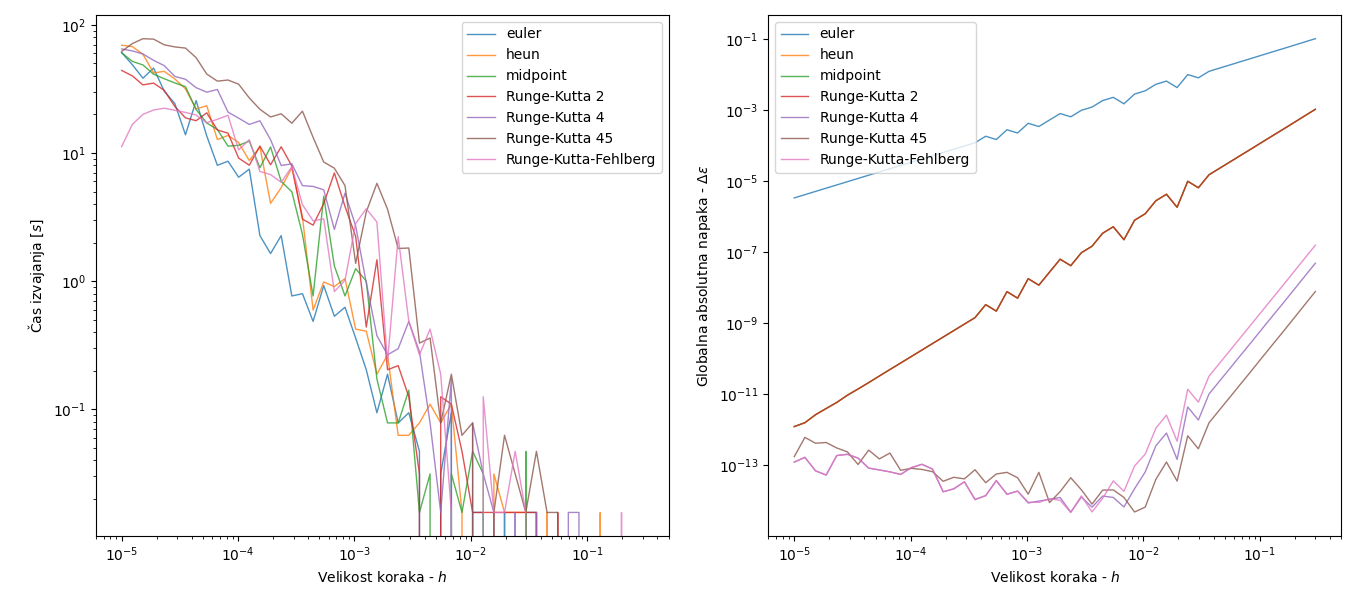 Čas izvajanja [s]
10²
10¹
10⁰
10⁻¹
euler
heun
midpoint
Runge-Kutta 2
Runge-Kutta 4
Runge-Kutta 45
Runge-Kutta-Fehlberg
10⁻⁵ 10⁻⁴ 10⁻³ 10⁻² 10⁻¹
Velikost koraka - h
Globalna absolutna napaka - Δε
10⁻¹
10⁻³
10⁻⁵
10⁻⁷
10⁻⁹
10⁻¹¹
10⁻¹³
euler
heun
midpoint
Runge-Kutta 2
Runge-Kutta 4
Runge-Kutta 45
Runge-Kutta-Fehlberg
10⁻⁵ 10⁻⁴ 10⁻³ 10⁻² 10⁻¹
Velikost koraka - h